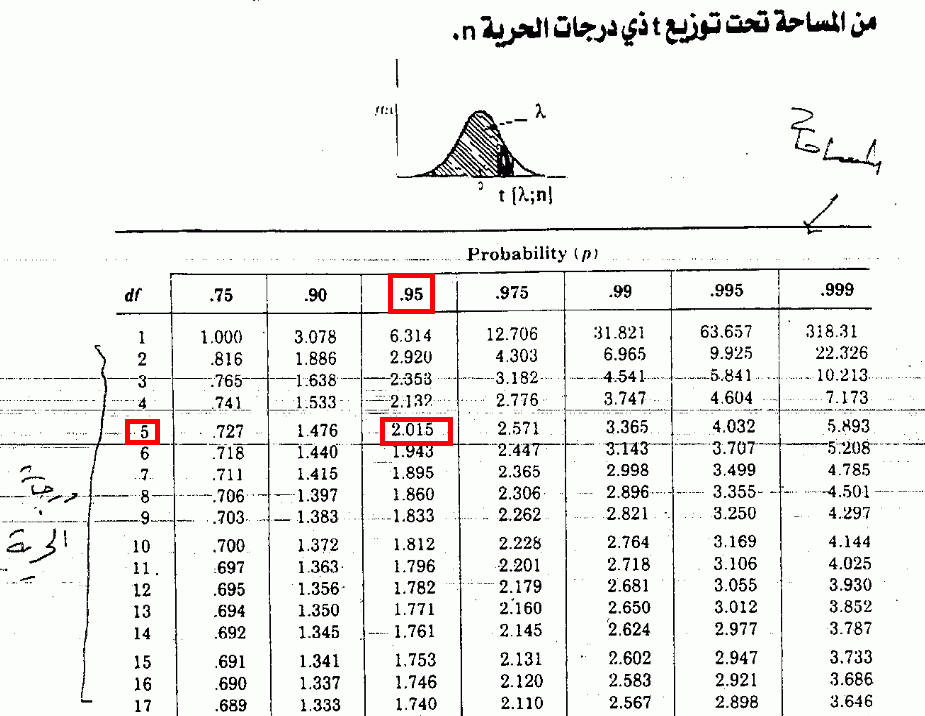 من المساحة تحت توزيع t ذي درجات الحرية n.
λ
t [λ;n]
المساحة
Probability (p)
df .75 .90 .95 .975 .99 .995 .999
1 1.000 3.078 6.314 12.706 31.821 63.657 318.31
2 .816 1.886 2.920 4.303 6.965 9.925 22.326
3 .765 1.638 2.353 3.182 4.541 5.841 10.213
4 .741 1.533 2.132 2.776 3.747 4.604 7.173
5 .727 1.476 2.015 2.571 3.365 4.032 5.893
6 .718 1.440 1.943 2.447 3.143 3.707 5.208
7 .711 1.415 1.895 2.365 2.998 3.499 4.785
8 .706 1.397 1.860 2.306 2.896 3.355 4.501
9 .703 1.383 1.833 2.262 2.821 3.250 4.297
10 .700 1.372 1.812 2.228 2.764 3.169 4.144
11 .697 1.363 1.796 2.201 2.718 3.106 4.025
12 .695 1.356 1.782 2.179 2.681 3.055 3.930
13 .694 1.350 1.771 2.160 2.650 3.012 3.852
14 .692 1.345 1.761 2.145 2.624 2.977 3.787
15 .691 1.341 1.753 2.131 2.602 2.947 3.733
16 .690 1.337 1.746 2.120 2.583 2.921 3.686
17 .689 1.333 1.740 2.110 2.567 2.898 3.646
درجة
الحرية